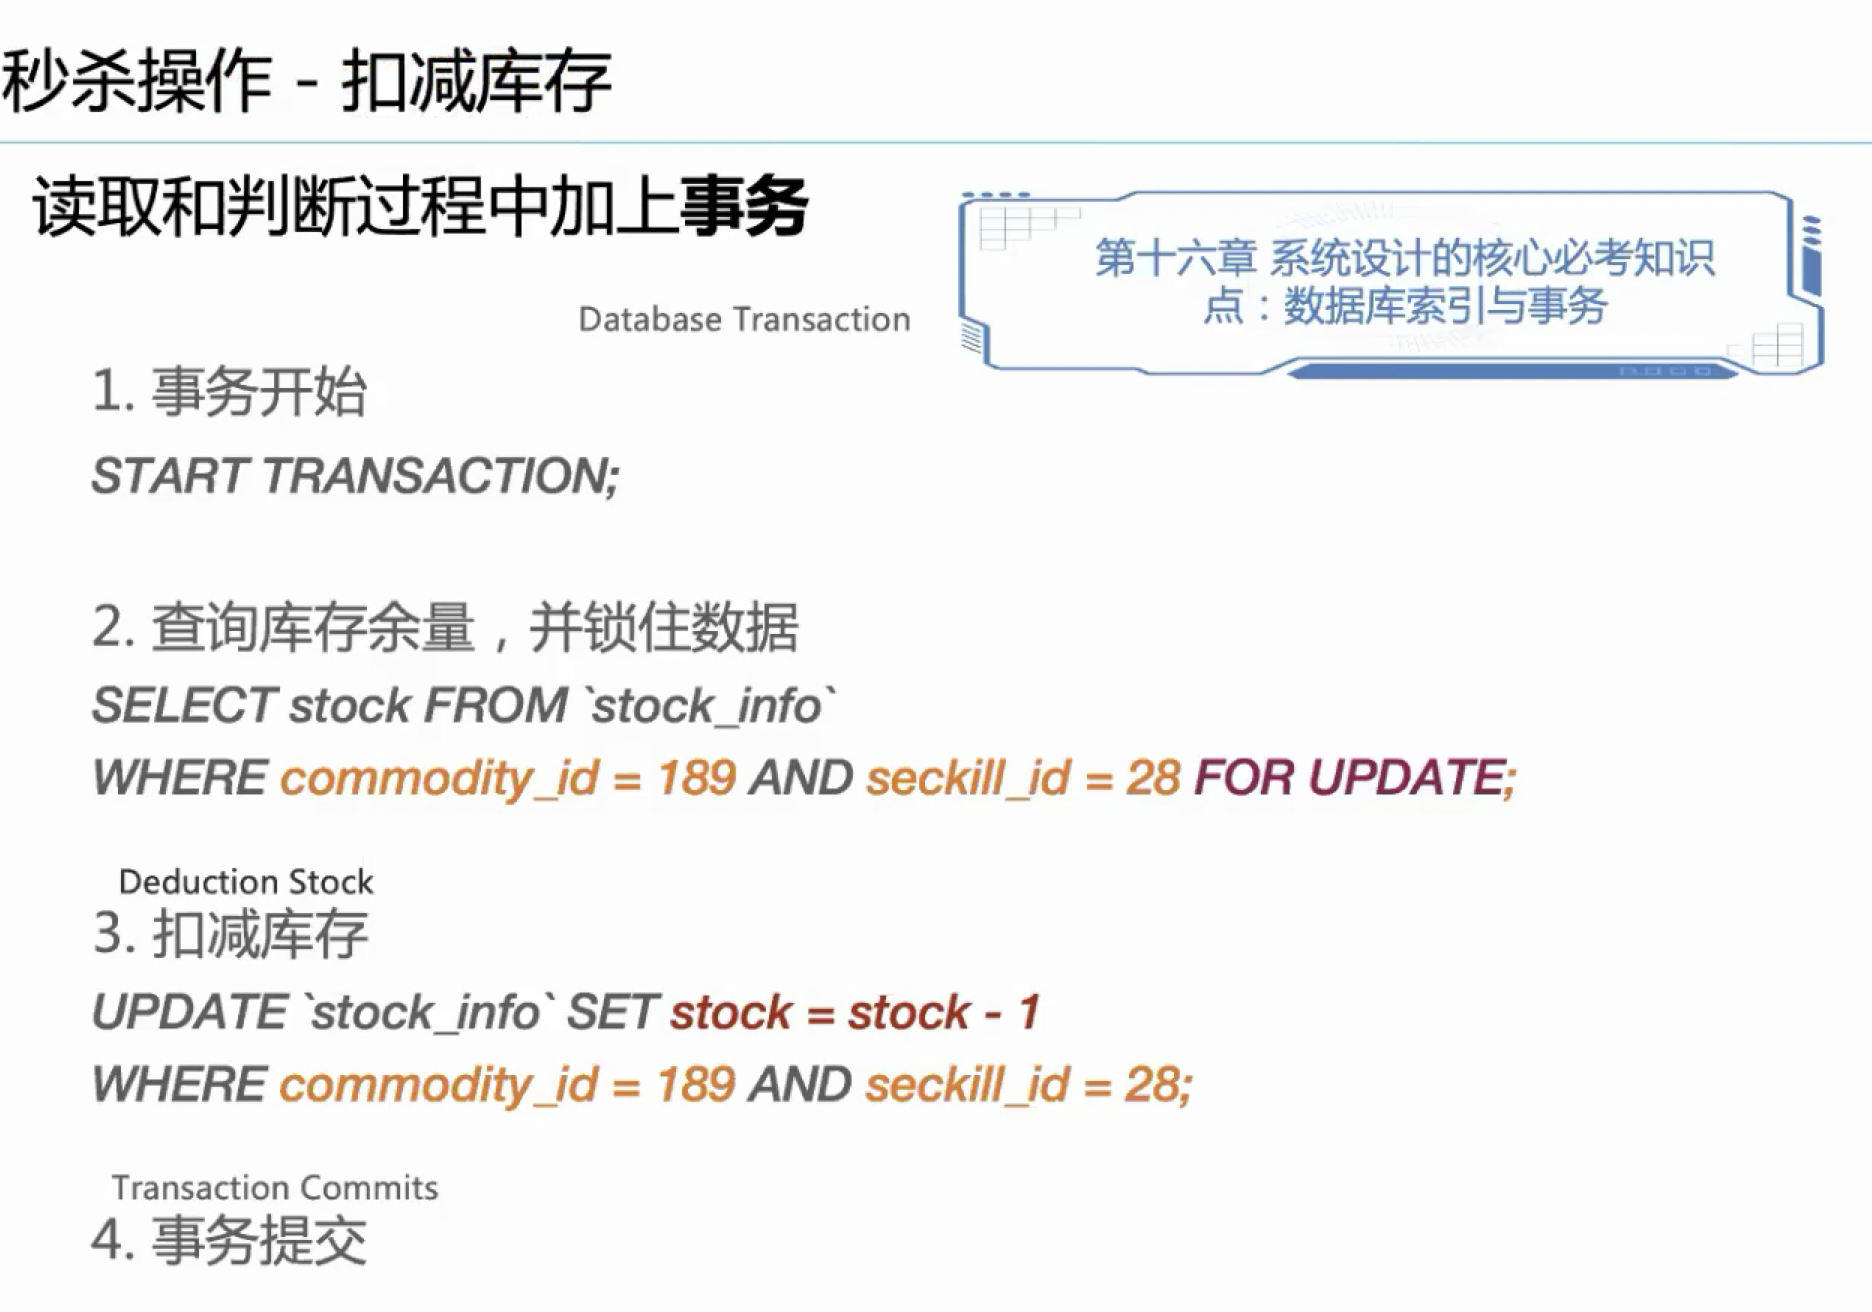 秒杀操作 - 扣减库存
读取和判断过程中加上事务
第十六章 系统设计的核心必考知识
点：数据库索引与事务
Database Transaction
1. 事务开始
START TRANSACTION;
2. 查询库存余量，并锁住数据
SELECT stock FROM `stock_info`
WHERE commodity_id = 189 AND seckill_id = 28 FOR UPDATE;
Deduction Stock
3. 扣减库存
UPDATE `stock_info` SET stock = stock - 1
WHERE commodity_id = 189 AND seckill_id = 28;
Transaction Commits
4. 事务提交